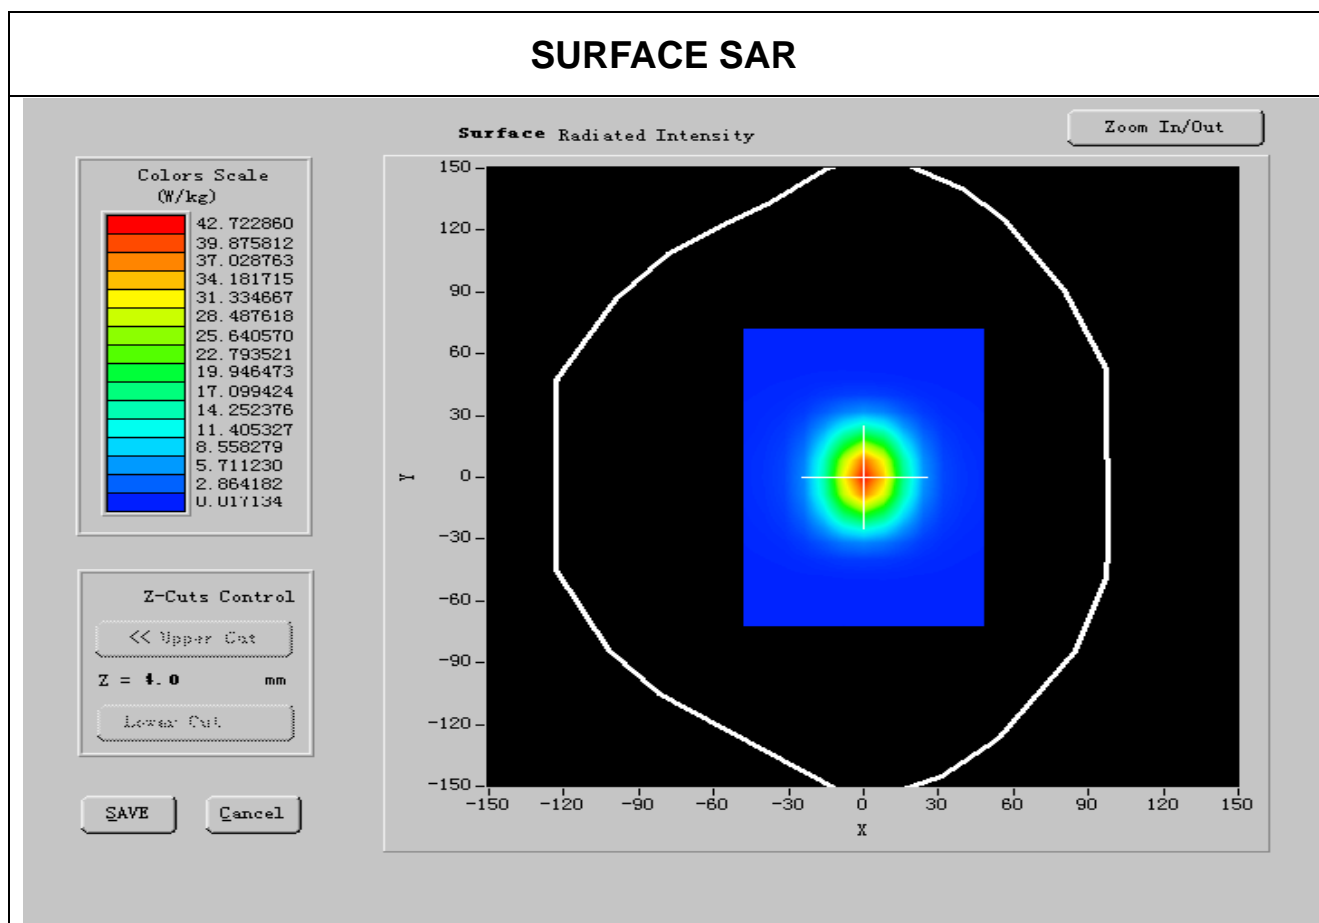 SURFACE SAR
Surface Radiated Intensity
Zoom In/Out
Colors Scale
(W/kg)
42.722860
39.875812
37.028763
34.181715
31.334667
28.487618
25.640570
22.793521
19.946473
17.099424
14.252376
11.405327
8.558279
5.711230
2.864182
0.017134
Z-Cuts Control
<< Upper Cut
Z = 4.0 mm
Lower Cut
SAVE
Cancel
150
120
90
60
30
0
-30
-60
-90
-120
-150
Y
-150 -120 -90 -60 -30 0 30 60 90 120 150
X